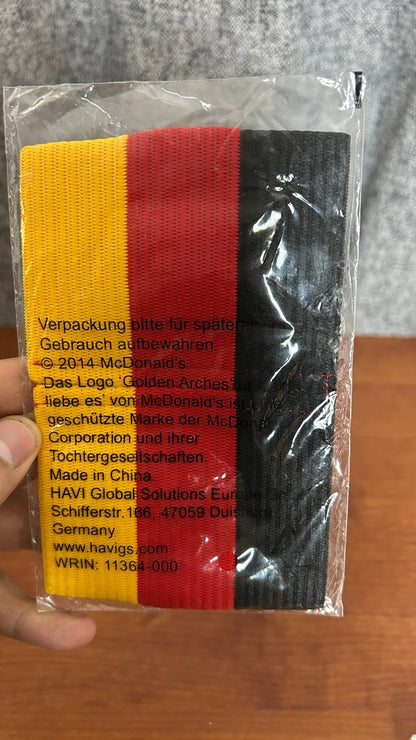 Verpackung bitte für späteren
Gebrauch aufbewahren.
© 2014 McDonald's
Das Logo 'Golden Arches
liebe es' von McDonald's ist eine
geschützte Marke der McDonald
Corporation und ihrer
Tochtergesellschaften.
Made in China.
HAVI Global Solutions Europe
Schifferstr.166, 47059 Duisburg
Germany
www.havigs.com
WRIN: 11364-000